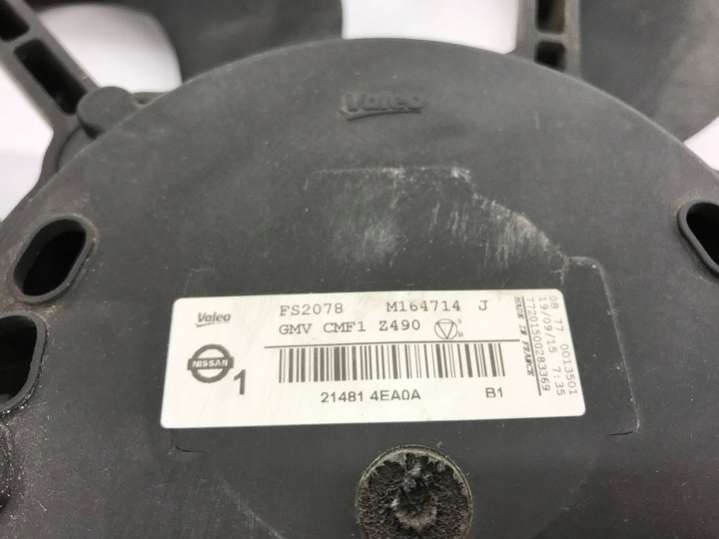 Valeo
Valeo
FS2078 M164714 J
GMV CMF1 Z490
NISSAN
1
21481 4EA0A B1
MADE IN FRANCE
7720150028336９
19/09/15 7:35
08 77 0013501